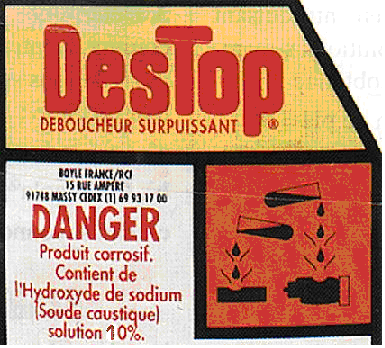 DesTop
DEBOUCHEUR SURPUISSANT ®
BOYLE FRANCE/RCI
15 RUE AMPERE
91748 MASSY CEDEX (1) 69 93 17 00
DANGER
Produit corrosif.
Contient de
l'Hydroxyde de sodium
(Soude caustique)
solution 10%.